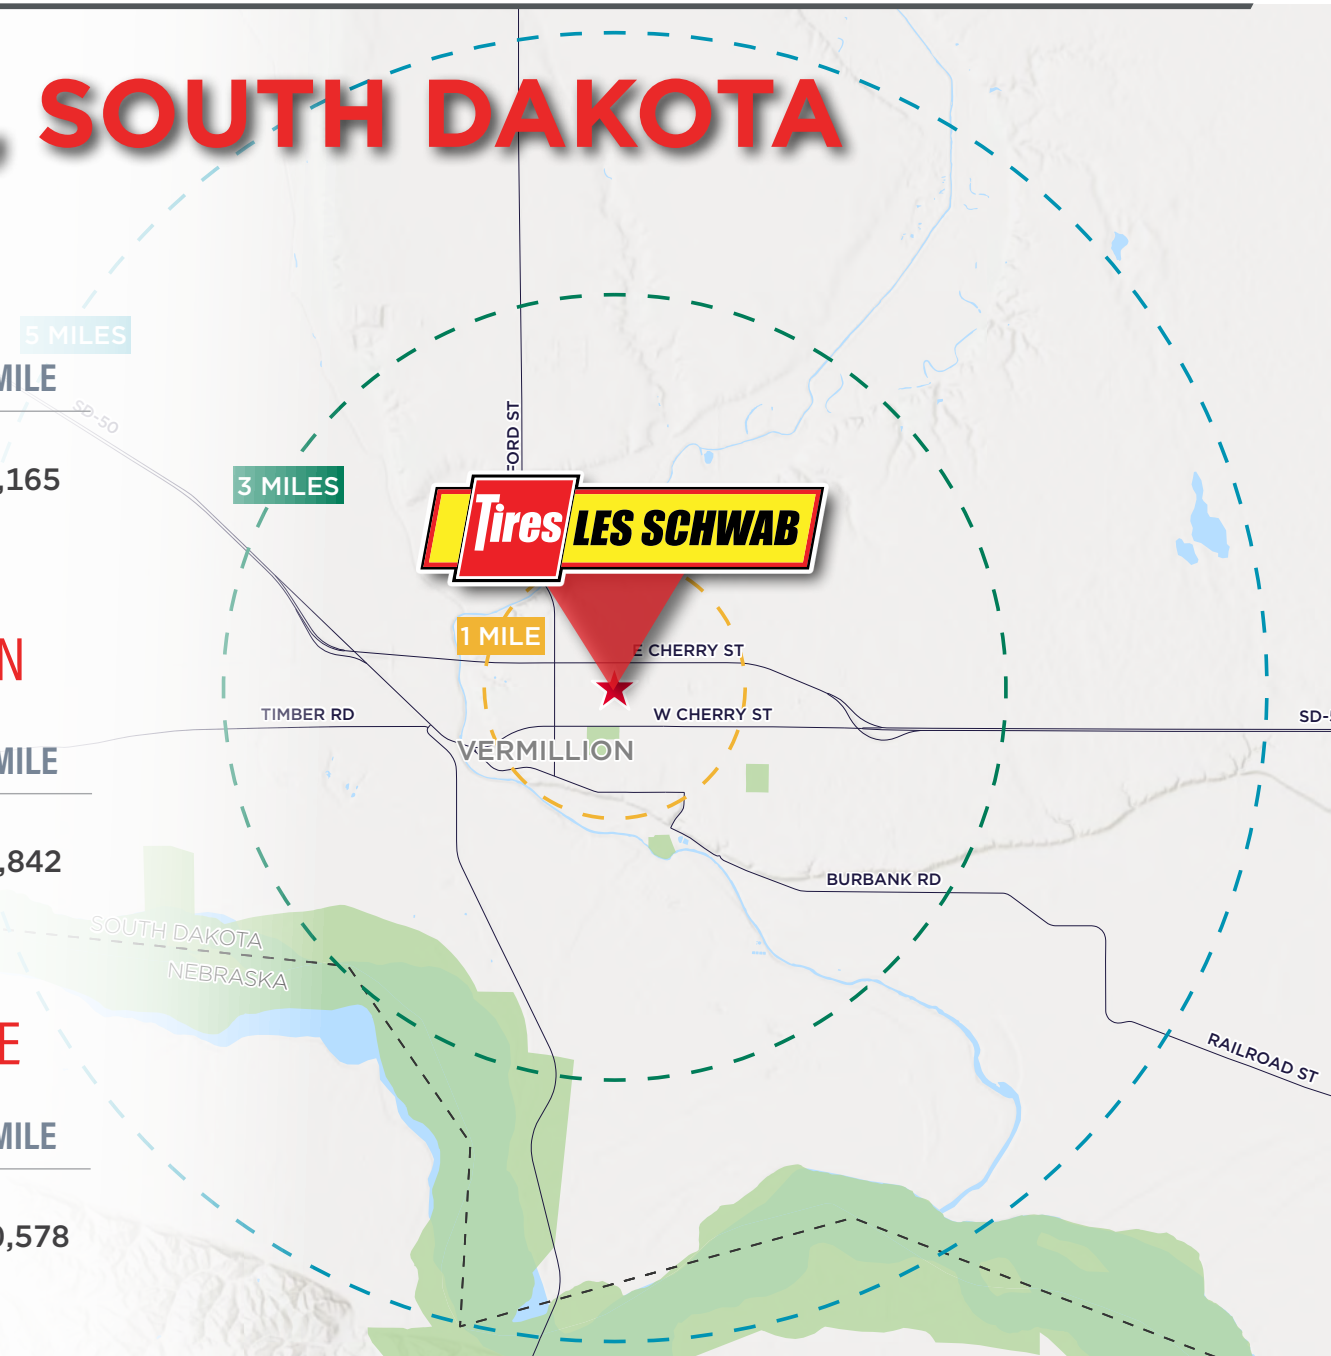 , SOUTH DAKOTA
5 MILES
MILE
SD-50
,165
FORD ST
3 MILES
Tires LES SCHWAB
1 MILE
E CHERRY ST
TIMBER RD
W CHERRY ST
SD-
VERMILLION
N
MILE
,842
BURBANK RD
SOUTH DAKOTA
NEBRASKA
E
RAILROAD ST
MILE
,578